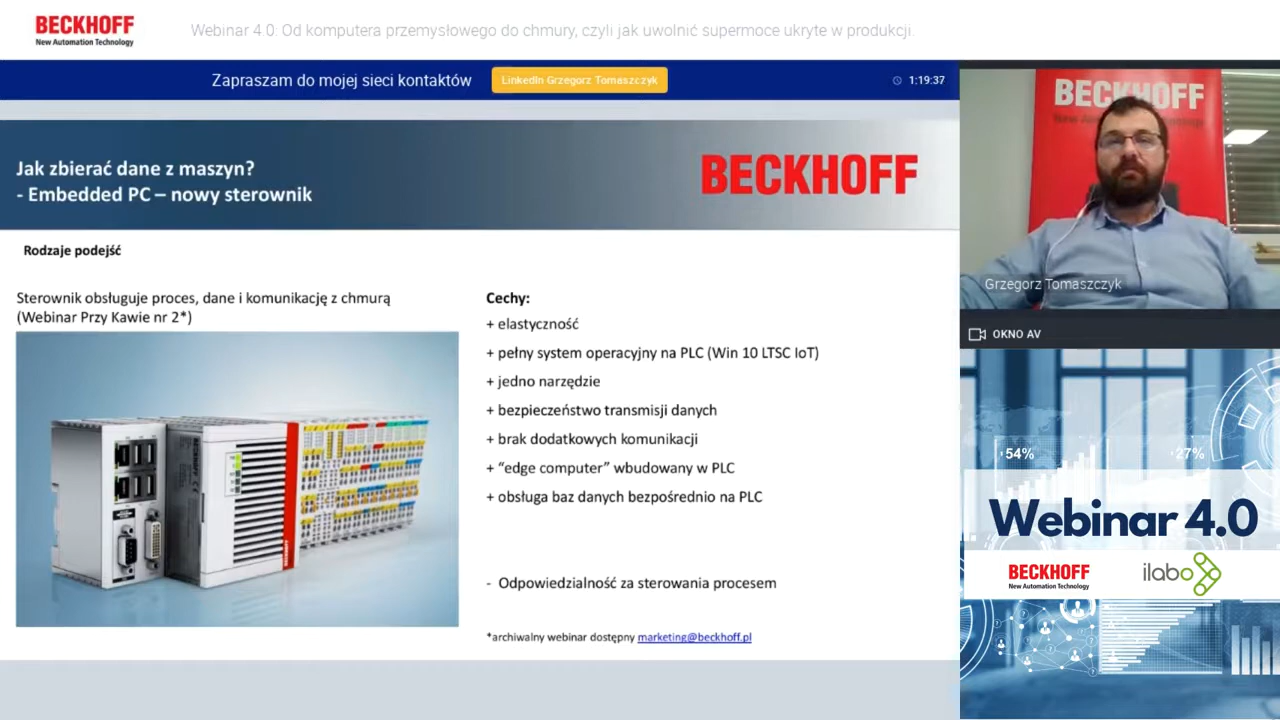 BECKHOFF
New Automation Technology
Webinar 4.0: Od komputera przemysłowego do chmury, czyli jak uwolnić supermoce ukryte w produkcji.
Zapraszam do mojej sieci kontaktów
LinkedIn Grzegorz Tomaszczyk
1:19:37
Jak zbierać dane z maszyn?
- Embedded PC – nowy sterownik
BECKHOFF
Rodzaje podejść
Sterownik obsługuje proces, dane i komunikację z chmurą
(Webinar Przy Kawie nr 2*)
Cechy:
+ elastyczność
+ pełny system operacyjny na PLC (Win 10 LTSC IoT)
+ jedno narzędzie
+ bezpieczeństwo transmisji danych
+ brak dodatkowych komunikacji
+ “edge computer” wbudowany w PLC
+ obsługa baz danych bezpośrednio na PLC
- Odpowiedzialność za sterowania procesem
*archiwalny webinar dostępny marketing@beckhoff.pl
BECKHOFF
Grzegorz Tomaszczyk
OKNO AV
54%
27%
Webinar 4.0
BECKHOFF
New Automation Technology
ilabo